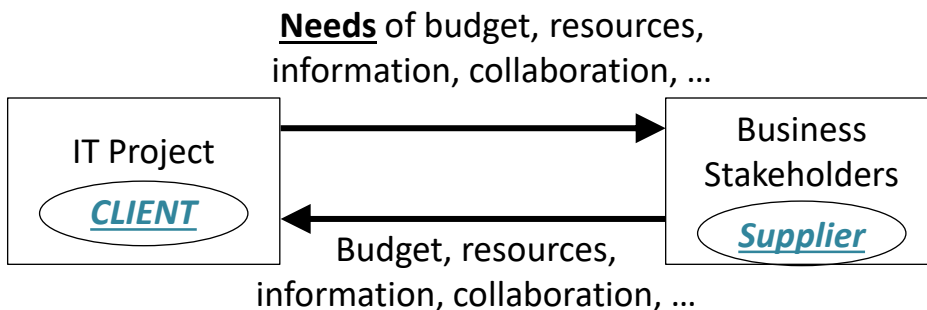 Needs of budget, resources,
information, collaboration, …
IT Project
CLIENT
Business
Stakeholders
Supplier
Budget, resources,
information, collaboration, …